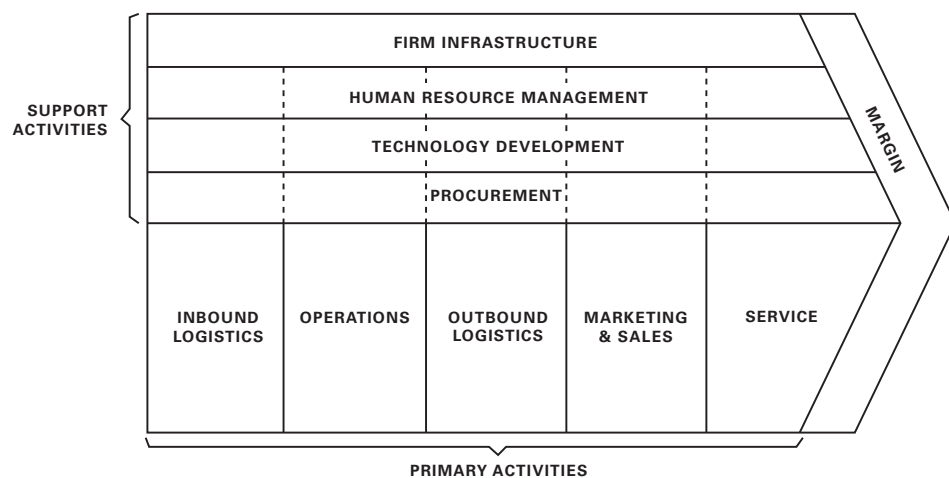 FIRM INFRASTRUCTURE
HUMAN RESOURCE MANAGEMENT
SUPPORT
ACTIVITIES
TECHNOLOGY DEVELOPMENT
PROCUREMENT
MARGIN
INBOUND
LOGISTICS
OPERATIONS
OUTBOUND
LOGISTICS
MARKETING
& SALES
SERVICE
PRIMARY ACTIVITIES